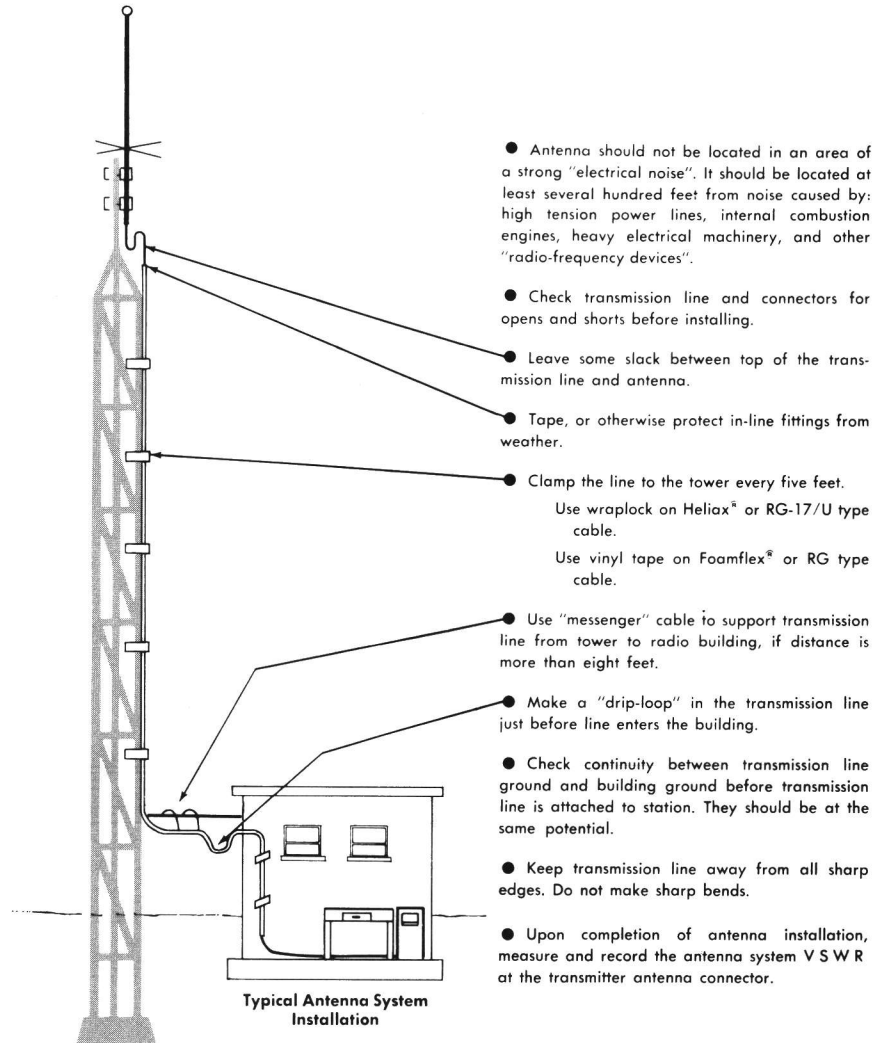 ● Antenna should not be located in an area of
a strong "electrical noise". It should be located at
least several hundred feet from noise caused by:
high tension power lines, internal combustion
engines, heavy electrical machinery, and other
"radio-frequency devices".
● Check transmission line and connectors for
opens and shorts before installing.
● Leave some slack between top of the trans-
mission line and antenna.
● Tape, or otherwise protect in-line fittings from
weather.
● Clamp the line to the tower every five feet.
Use wraplock on Heliax® or RG-17/U type
cable.
Use vinyl tape on Foamflex® or RG type
cable.
● Use "messenger" cable to support transmission
line from tower to radio building, if distance is
more than eight feet.
● Make a "drip-loop" in the transmission line
just before line enters the building.
● Check continuity between transmission line
ground and building ground before transmission
line is attached to station. They should be at the
same potential.
● Keep transmission line away from all sharp
edges. Do not make sharp bends.
● Upon completion of antenna installation,
measure and record the antenna system VSWR
at the transmitter antenna connector.
Typical Antenna System
Installation